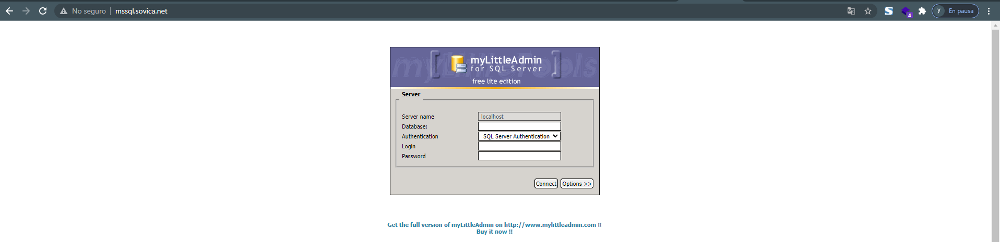 No seguro mssql.sovica.net
S 4 y En pausa
myLittleTools
myLittleAdmin
for SQL Server
free lite edition
Server
Server name localhost
Database:
Authentication SQL Server Authentication
Login
Password
Connect Options >>
Get the full version of myLittleAdmin on http://www.mylittleadmin.com !!
Buy it now !!